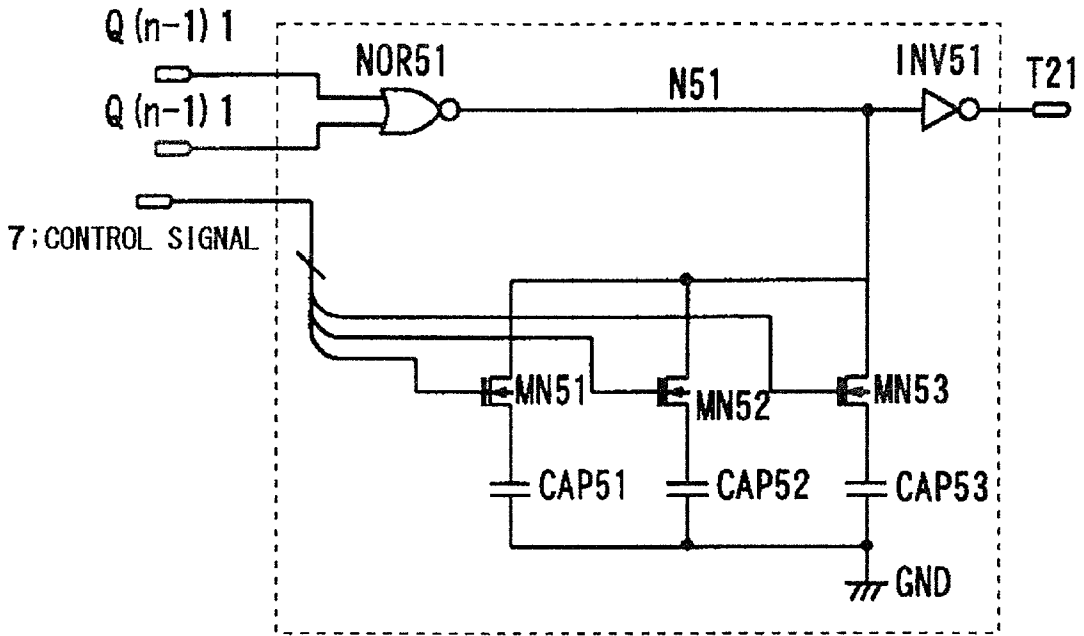 Q(n-1)1
NOR51
N51
INV51
T21
Q(n-1)1
7;CONTROL SIGNAL
MN51
MN52
MN53
CAP51
CAP52
CAP53
GND